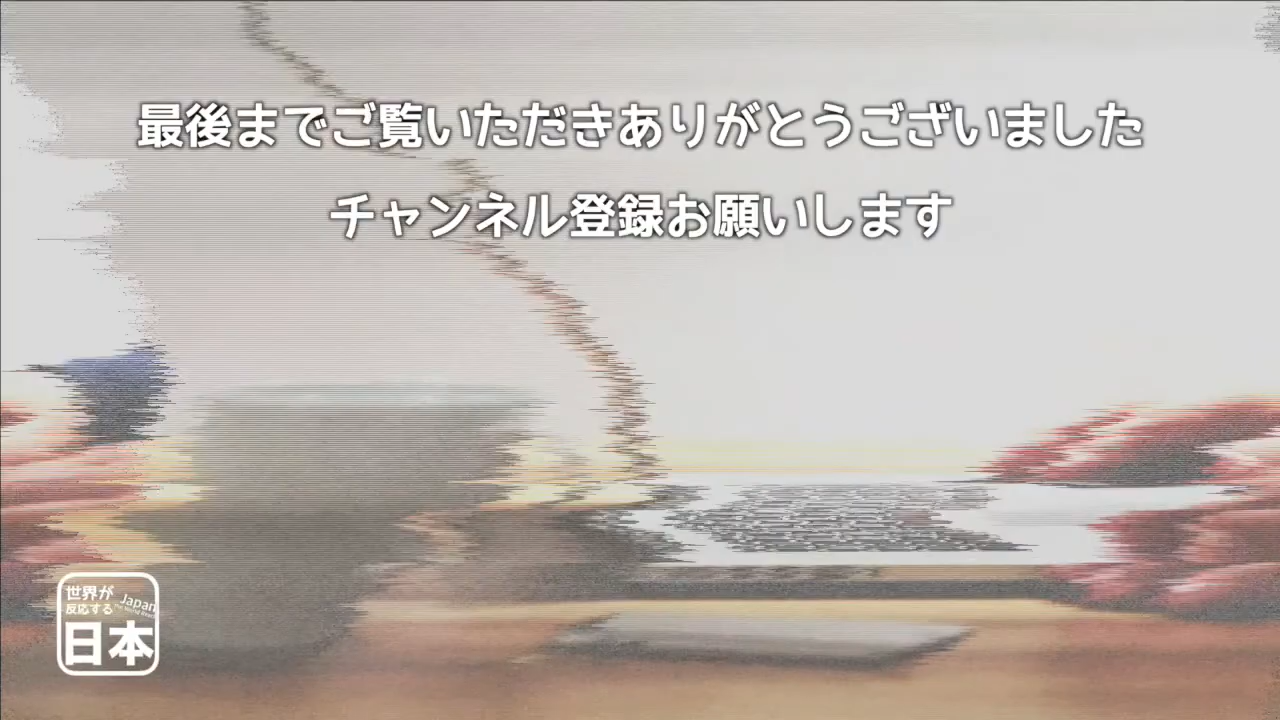 最後までご覧いただきありがとうございました
チャンネル登録お願いします
世界が
反応する
Japan
日本